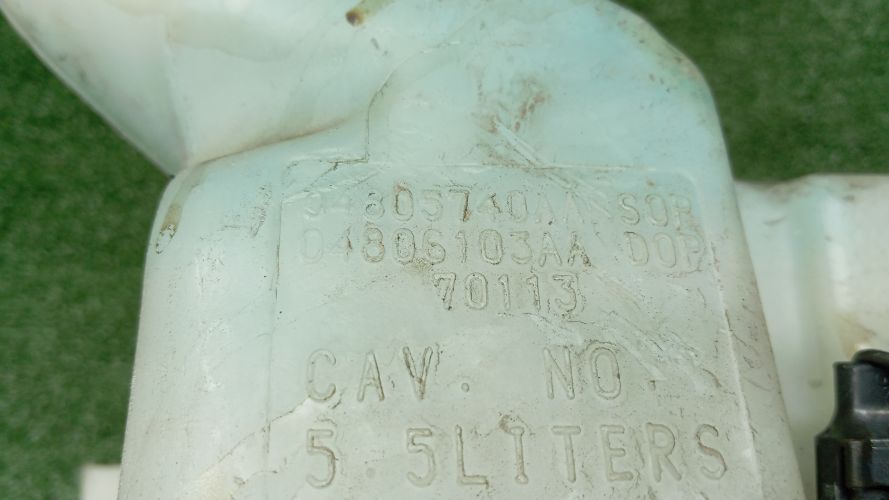 04805740AA SOP
04806103AA DOP
70113
CAV. NO.
5.5LITERS